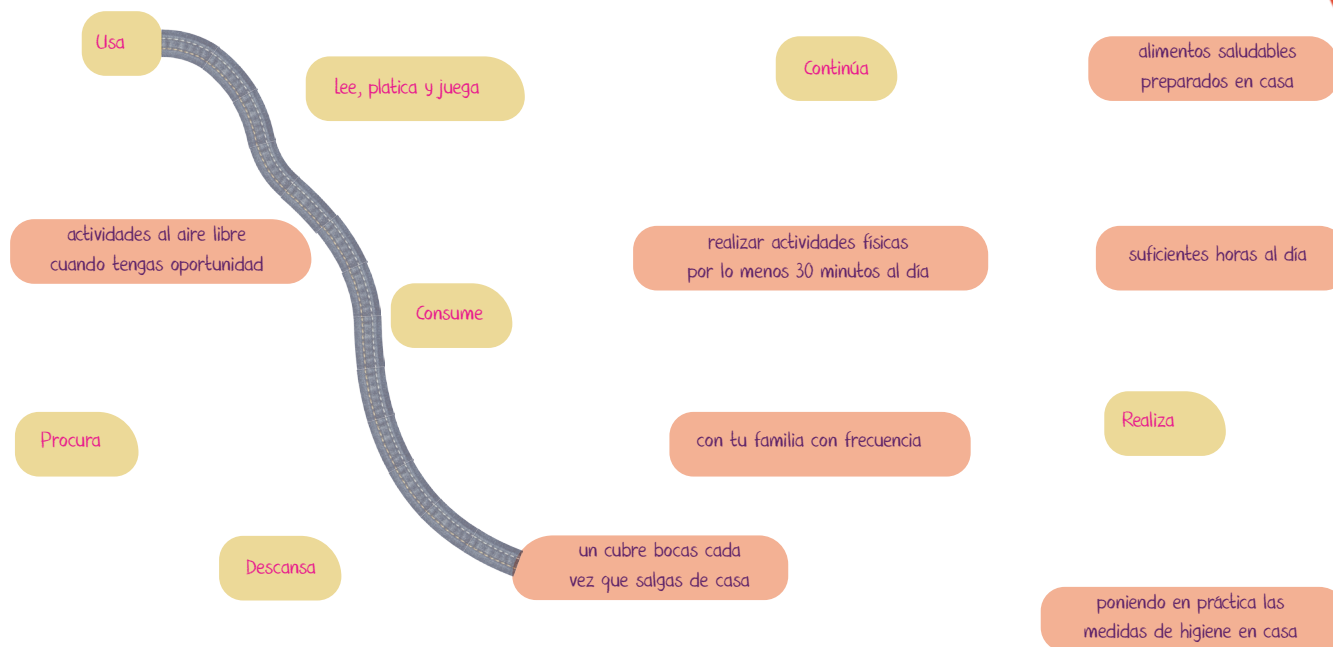 Usa
Lee, platica y juega
Continúa
alimentos saludables
preparados en casa
actividades al aire libre
cuando tengas oportunidad
realizar actividades físicas
por lo menos 30 minutos al día
suficientes horas al día
Consume
Procura
con tu familia con frecuencia
Realiza
Descansa
un cubre bocas cada
vez que salgas de casa
poniendo en práctica las
medidas de higiene en casa